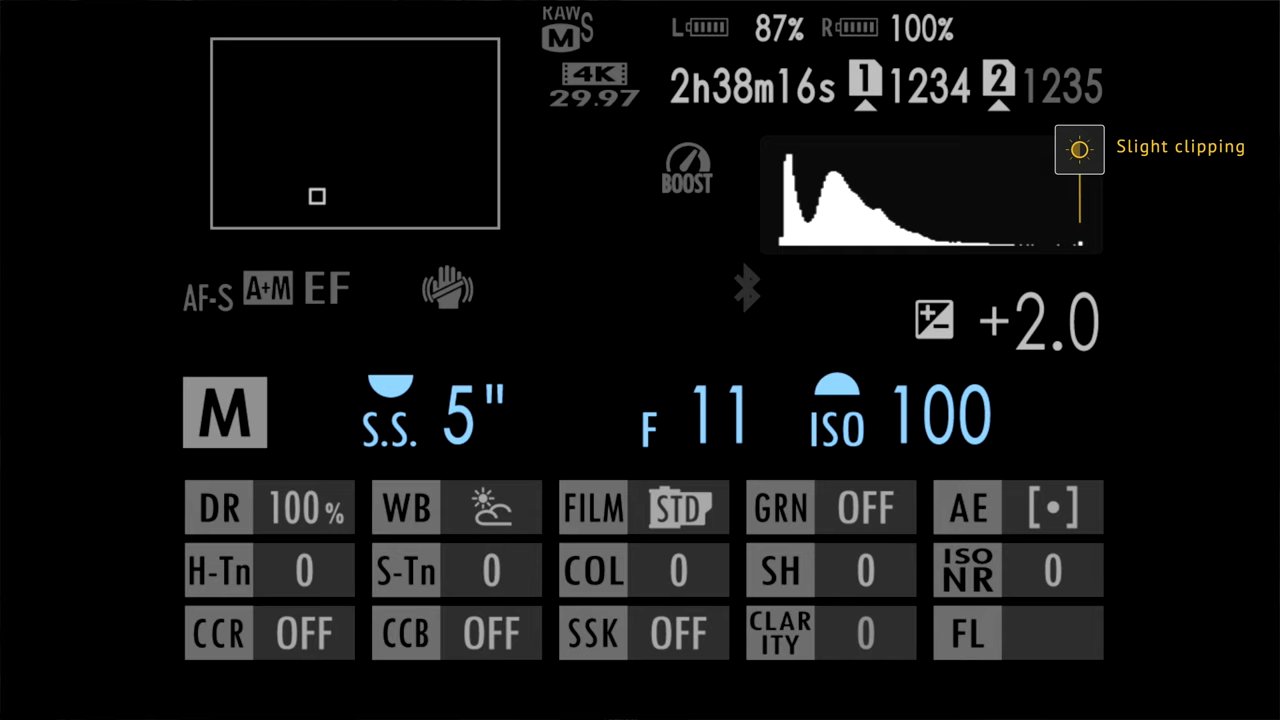 RAW S L 87% R 100%
M
4K
29.97
2h38m16s 1 1234 2 1235
Slight clipping
BOOST
AF-S A+M EF
+2.0
M S.S. 5" F 11 ISO 100
DR 100% WB FILM STD GRN OFF AE [•]
H-Tn 0 S-Tn 0 COL 0 SH 0 ISO NR 0
CCR OFF CCB OFF SSK OFF CLARITY 0 FL